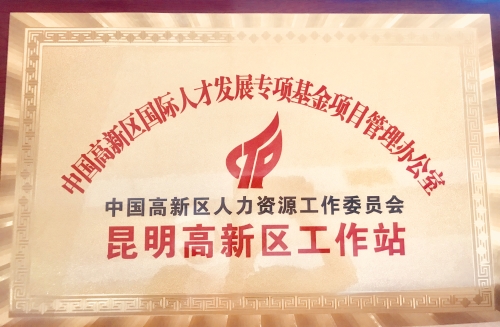 中国高新区国际人才发展专项基金项目管理办公室
中国高新区人力资源工作委员会
昆明高新区工作站